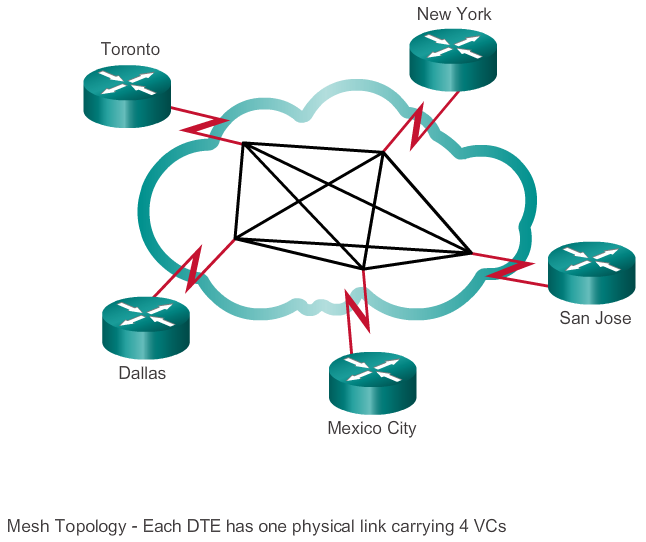 New York
Toronto
San Jose
Dallas
Mexico City
Mesh Topology - Each DTE has one physical link carrying 4 VCs